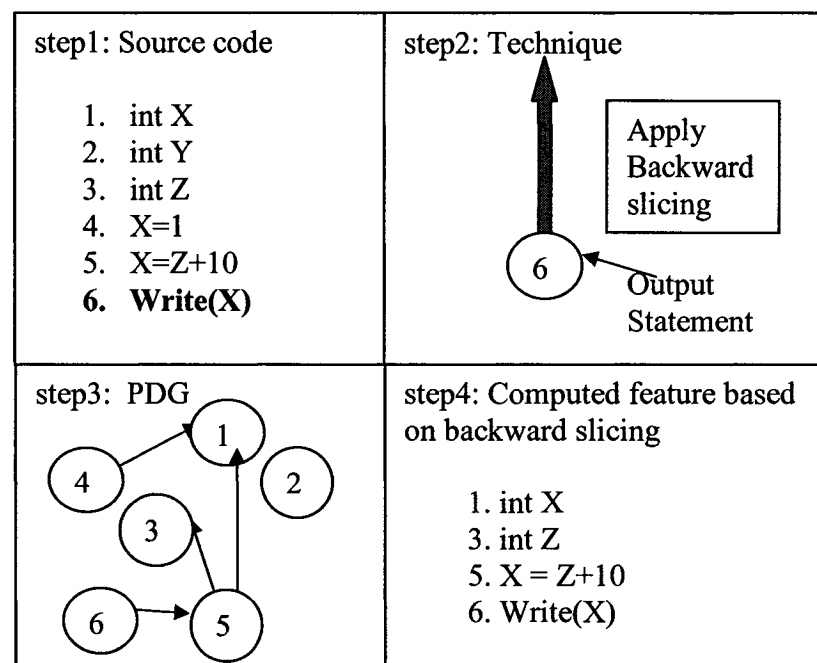 step1: Source code
1. int X
2. int Y
3. int Z
4. X=1
5. X=Z+10
6. Write(X)
step2: Technique
Apply
Backward
slicing
6
Output
Statement
step3: PDG
1
4
2
3
6
5
step4: Computed feature based
on backward slicing
1. int X
3. int Z
5. X = Z+10
6. Write(X)